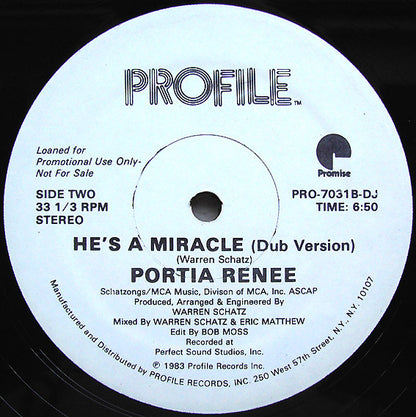 PROFILE™
Loaned for
Promotional Use Only-
Not For Sale
Promise
SIDE TWO
33 1/3 RPM
STEREO
PRO-7031B-DJ
TIME: 6:50
HE'S A MIRACLE (Dub Version)
(Warren Schatz)
PORTIA RENEE
Schatzongs/MCA Music, Divison of MCA, Inc. ASCAP
Produced, Arranged & Engineered By
WARREN SCHATZ
Mixed By WARREN SCHATZ & ERIC MATTHEW
Edit By BOB MOSS
Recorded at
Perfect Sound Studios, Inc.
℗ 1983 Profile Records Inc.
Manufactured and Distributed by PROFILE RECORDS, INC. 250 West 57th Street, N.Y., N.Y. 10107